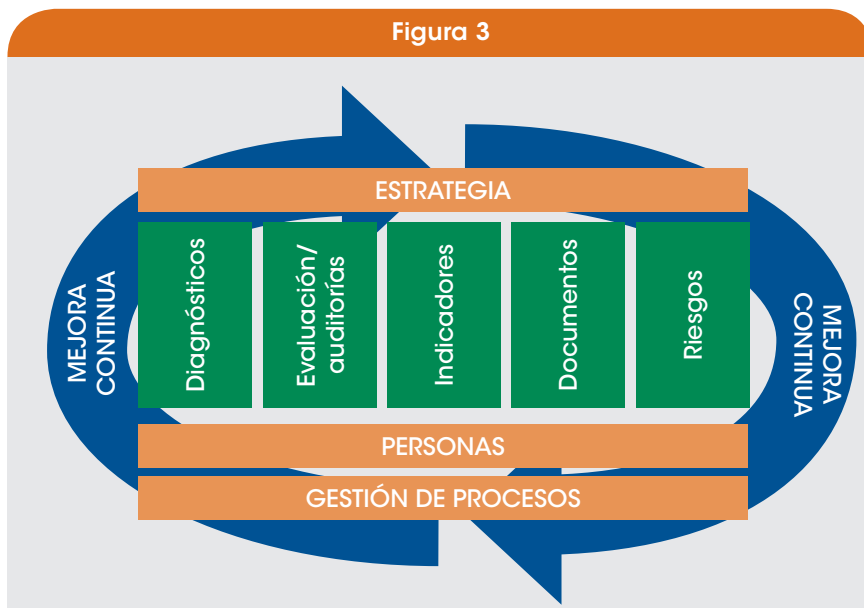 Figura 3
ESTRATEGIA
MEJORA
CONTINUA
Diagnósticos
Evaluación/
auditorías
Indicadores
Documentos
Riesgos
MEJORA
CONTINUA
PERSONAS
GESTIÓN DE PROCESOS